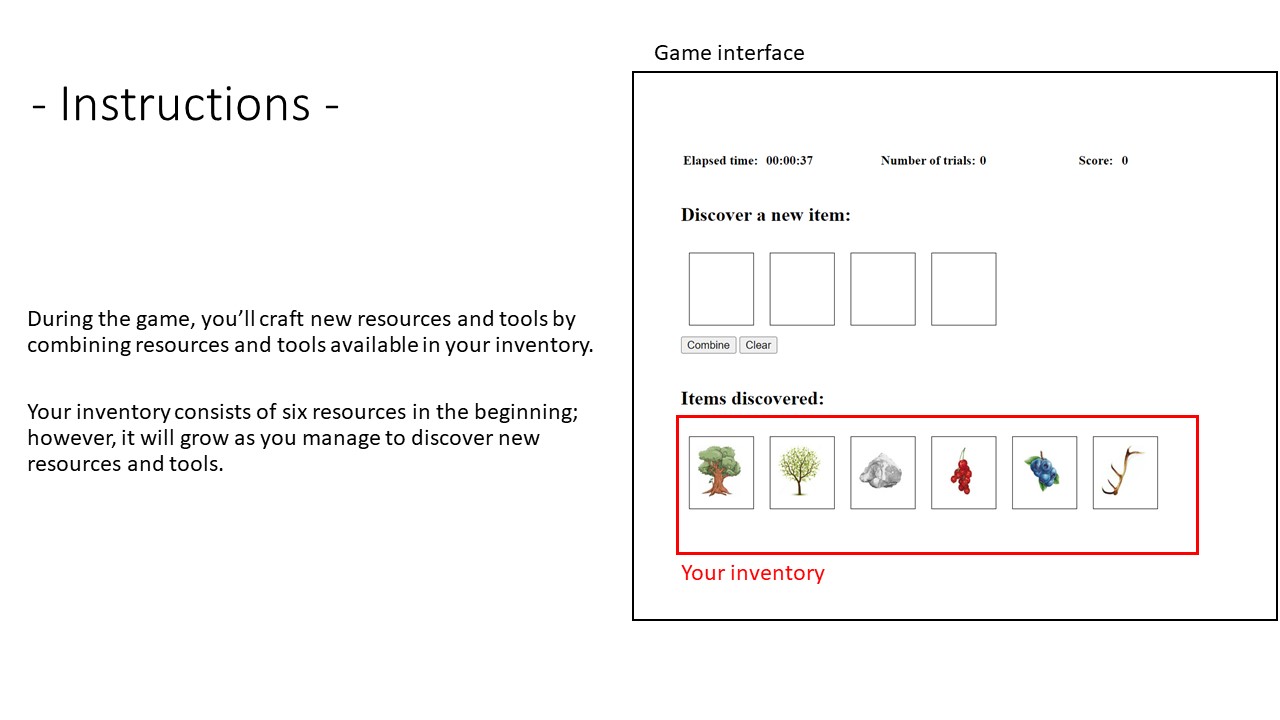 Game interface
- Instructions -
Elapsed time: 00:00:37 Number of trials: 0 Score: 0
Discover a new item:
During the game, you’ll craft new resources and tools by
combining resources and tools available in your inventory.
Combine Clear
Your inventory consists of six resources in the beginning;
however, it will grow as you manage to discover new
resources and tools.
Items discovered:
Your inventory